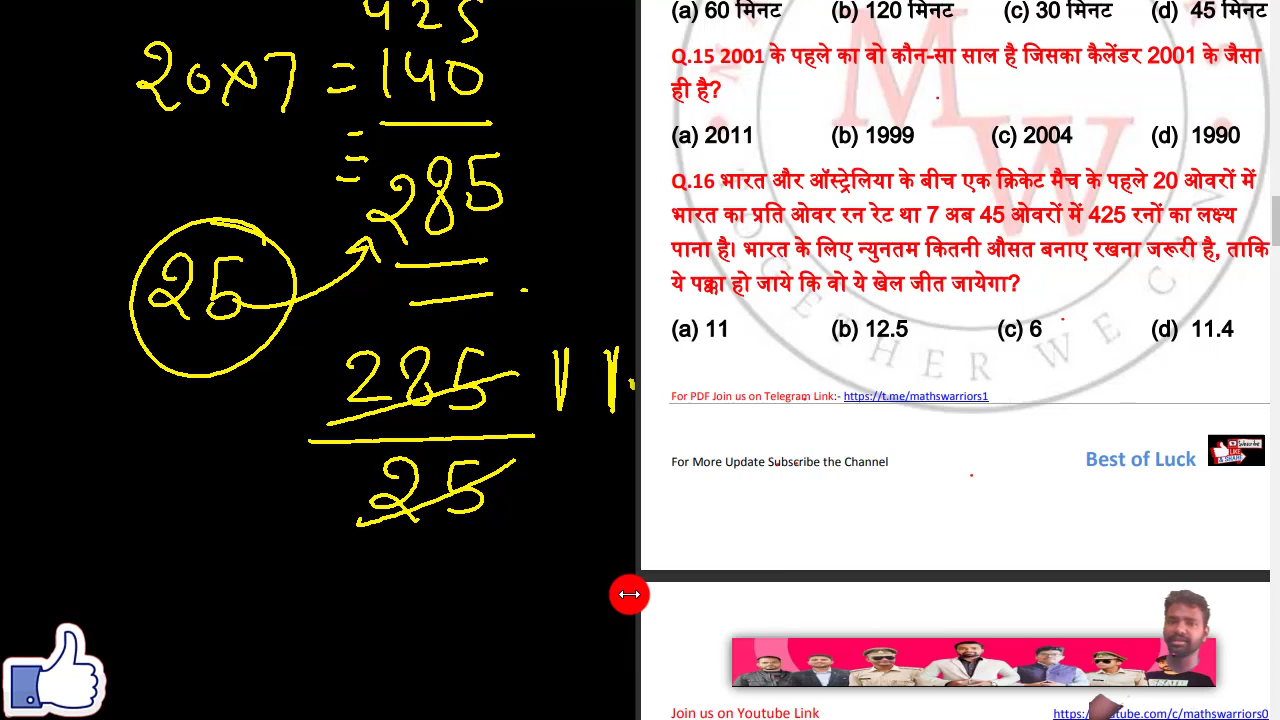 425
20×7 = 140
= 285
25
285 11.
25
(a) 60 मिनट (b) 120 मिनट (c) 30 मिनट (d) 45 मिनट
Q.15 2001 के पहले का वो कौन-सा साल है जिसका कैलेंडर 2001 के जैसा
ही है?
(a) 2011 (b) 1999 (c) 2004 (d) 1990
Q.16 भारत और ऑस्ट्रेलिया के बीच एक क्रिकेट मैच के पहले 20 ओवरों में
भारत का प्रति ओवर रन रेट था 7 अब 45 ओवरों में 425 रनों का लक्ष्य
पाना है। भारत के लिए न्युनतम कितनी औसत बनाए रखना जरूरी है, ताकि
ये पक्का हो जाये कि वो ये खेल जीत जायेगा?
(a) 11 (b) 12.5 (c) 6 (d) 11.4
M
W
TOGETHER WE CAN
For PDF Join us on Telegram Link:- https://t.me/mathswarriors1
For More Update Subscribe the Channel Best of Luck
Join us on Youtube Link